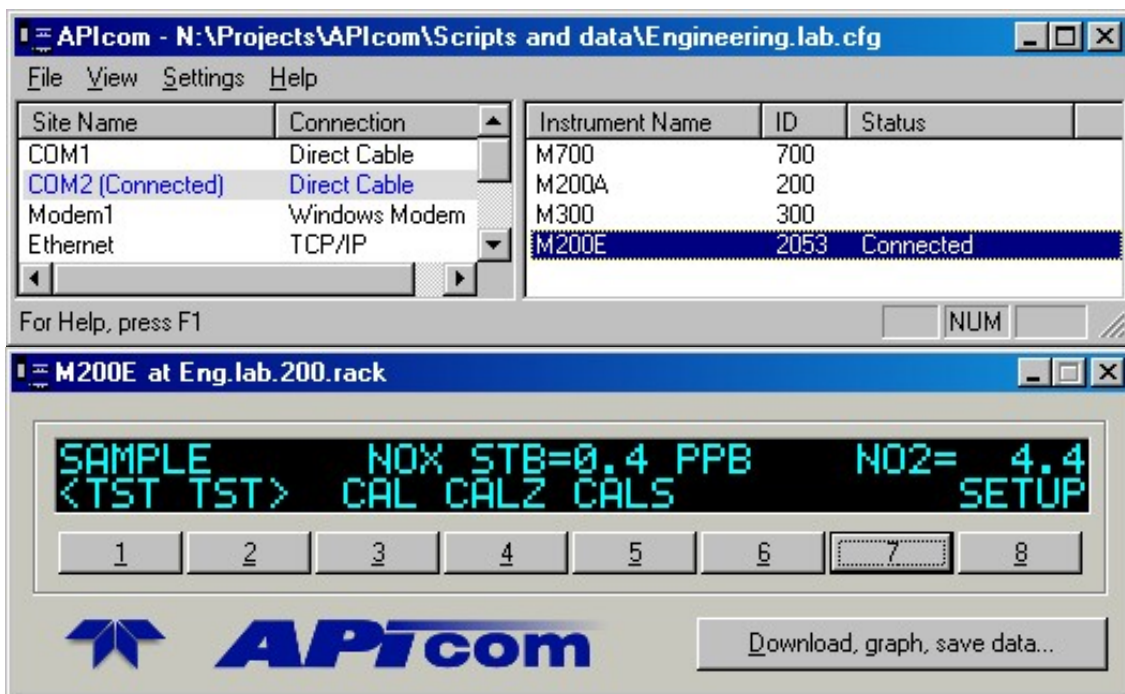 APIcom - N:\Projects\APIcom\Scripts and data\Engineering.lab.cfg
File View Settings Help
Site Name Connection
COM1 Direct Cable
COM2 (Connected) Direct Cable
Modem1 Windows Modem
Ethernet TCP/IP
Instrument Name ID Status
M700 700
M200A 200
M300 300
M200E 2053 Connected
For Help, press F1 NUM
M200E at Eng.lab.200.rack
SAMPLE NOX STB=0.4 PPB NO2= 4.4
<TST TST> CAL CALZ CALS SETUP
1 2 3 4 5 6 7 8
APIcom Download, graph, save data...